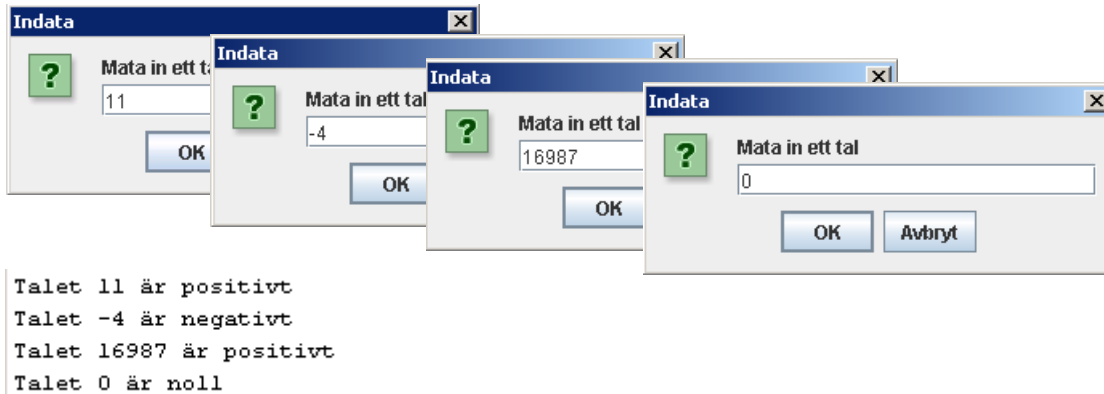 Indata
Mata in ett
11
OK
Indata
Mata in ett tal
-4
OK
Indata
Mata in ett tal
16987
OK
Indata
Mata in ett tal
0
OK Avbryt
Talet 11 är positivt
Talet -4 är negativt
Talet 16987 är positivt
Talet 0 är noll